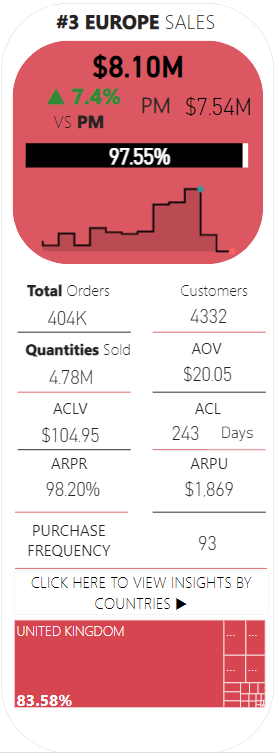 #3 EUROPE SALES
$8.10M
▲ 7.4% PM $7.54M
VS PM
97.55%
Total Orders Customers
404K 4332
Quantities Sold AOV
4.78M $20.05
ACLV ACL
$104.95 243 Days
ARPR ARPU
98.20% $1,869
PURCHASE
FREQUENCY 93
CLICK HERE TO VIEW INSIGHTS BY
COUNTRIES ▶
UNITED KINGDOM ... ...
... ...
83.58%